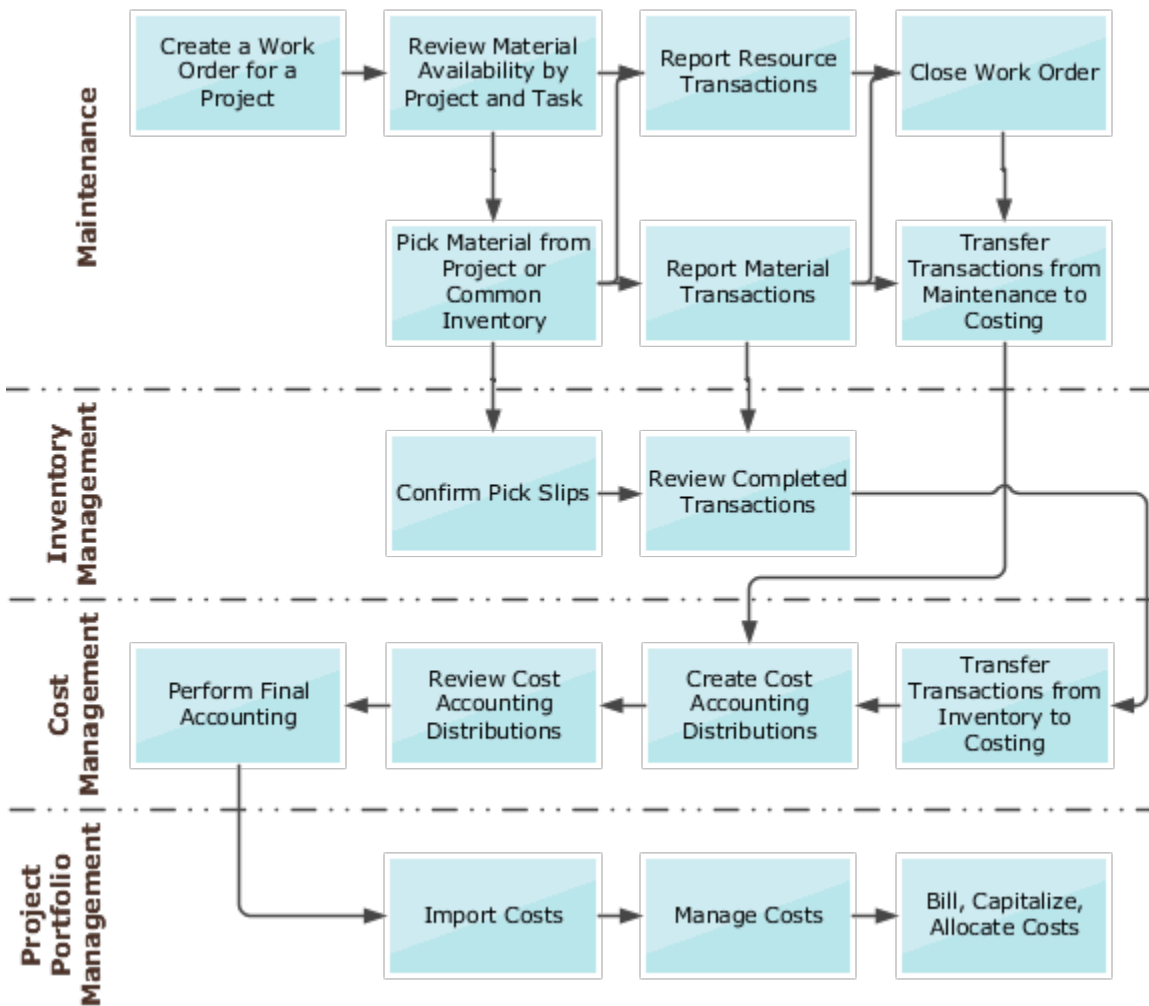 Maintenance
Create a Work
Order for a
Project
Review Material
Availability by
Project and Task
Report Resource
Transactions
Close Work Order
Pick Material from
Project or
Common
Inventory
Report Material
Transactions
Transfer
Transactions from
Maintenance to
Costing
Inventory
Management
Confirm Pick Slips
Review Completed
Transactions
Cost
Management
Perform Final
Accounting
Review Cost
Accounting
Distributions
Create Cost
Accounting
Distributions
Transfer
Transactions from
Inventory to
Costing
Project
Portfolio
Management
Import Costs
Manage Costs
Bill, Capitalize,
Allocate Costs